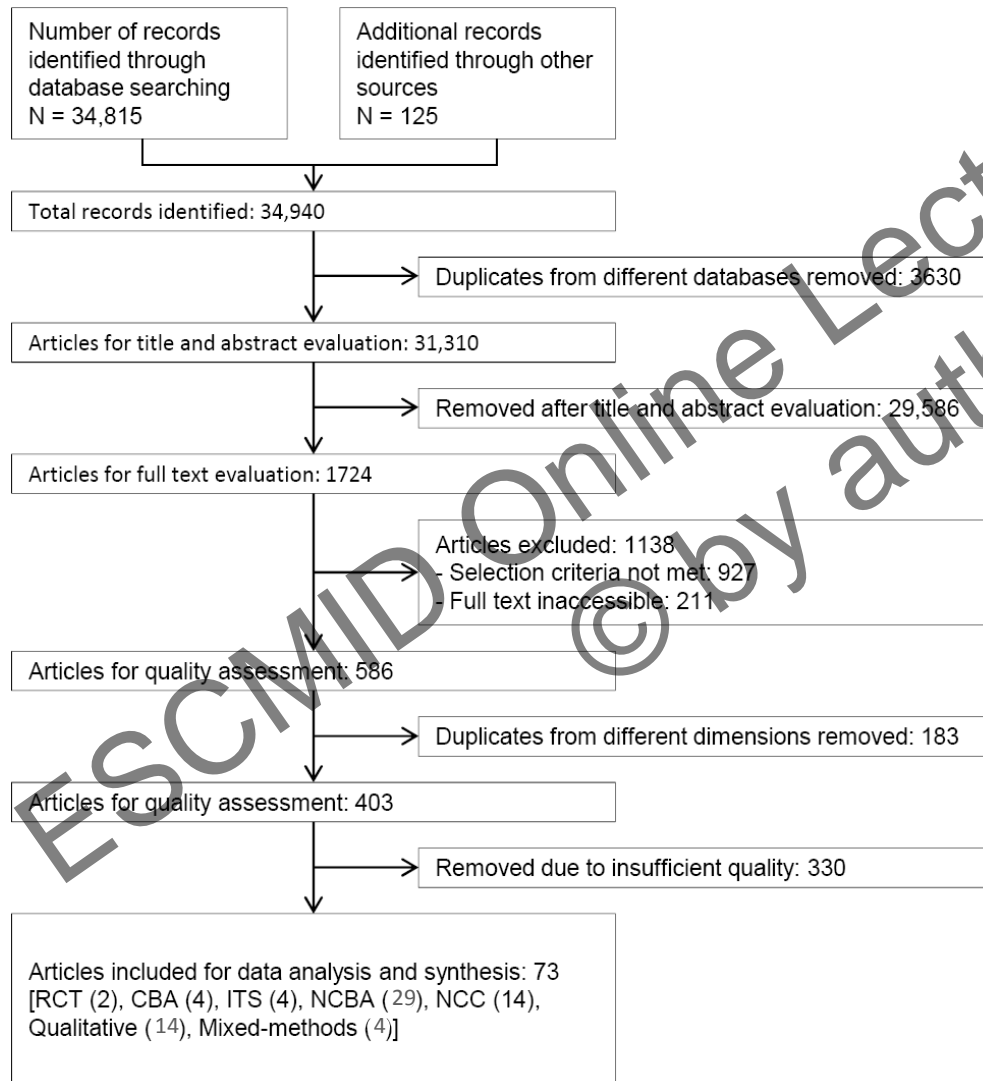 Number of records
identified through
database searching
N = 34,815
Additional records
identified through other
sources
N = 125
Total records identified: 34,940
Duplicates from different databases removed: 3630
Articles for title and abstract evaluation: 31,310
Removed after title and abstract evaluation: 29,586
Articles for full text evaluation: 1724
Articles excluded: 1138
- Selection criteria not met: 927
- Full text inaccessible: 211
Articles for quality assessment: 586
Duplicates from different dimensions removed: 183
Articles for quality assessment: 403
Removed due to insufficient quality: 330
Articles included for data analysis and synthesis: 73
[RCT (2), CBA (4), ITS (4), NCBA (29), NCC (14),
Qualitative (14), Mixed-methods (4)]
ESCMID Online Lect
© by auth